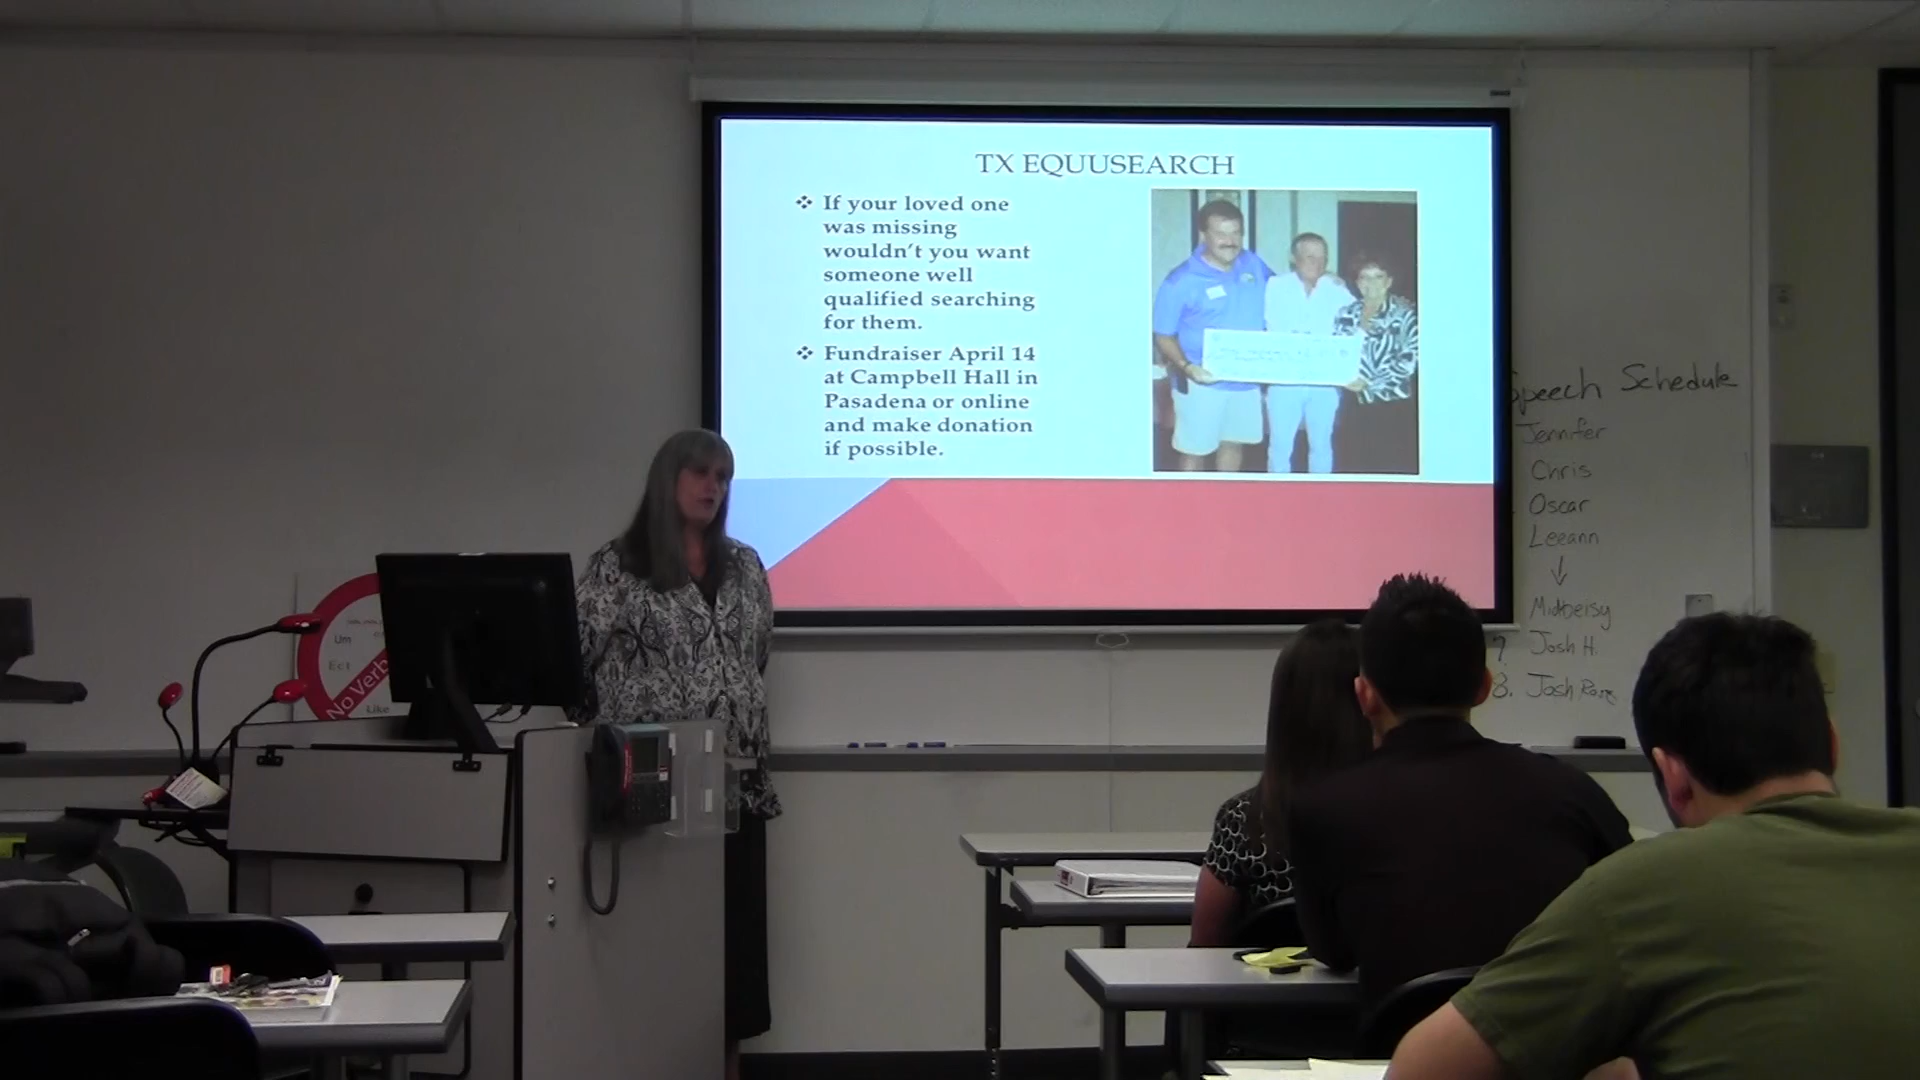 TX EQUUSEARCH
❖ If your loved one
was missing
wouldn't you want
someone well
qualified searching
for them.
❖ Fundraiser April 14
at Campbell Hall in
Pasadena or online
and make donation
if possible.
Speech Schedule
Jennifer
Chris
Oscar
Leeann
↓
7. Josh H.
8. Josh
Um
Ect
No Verb
Like